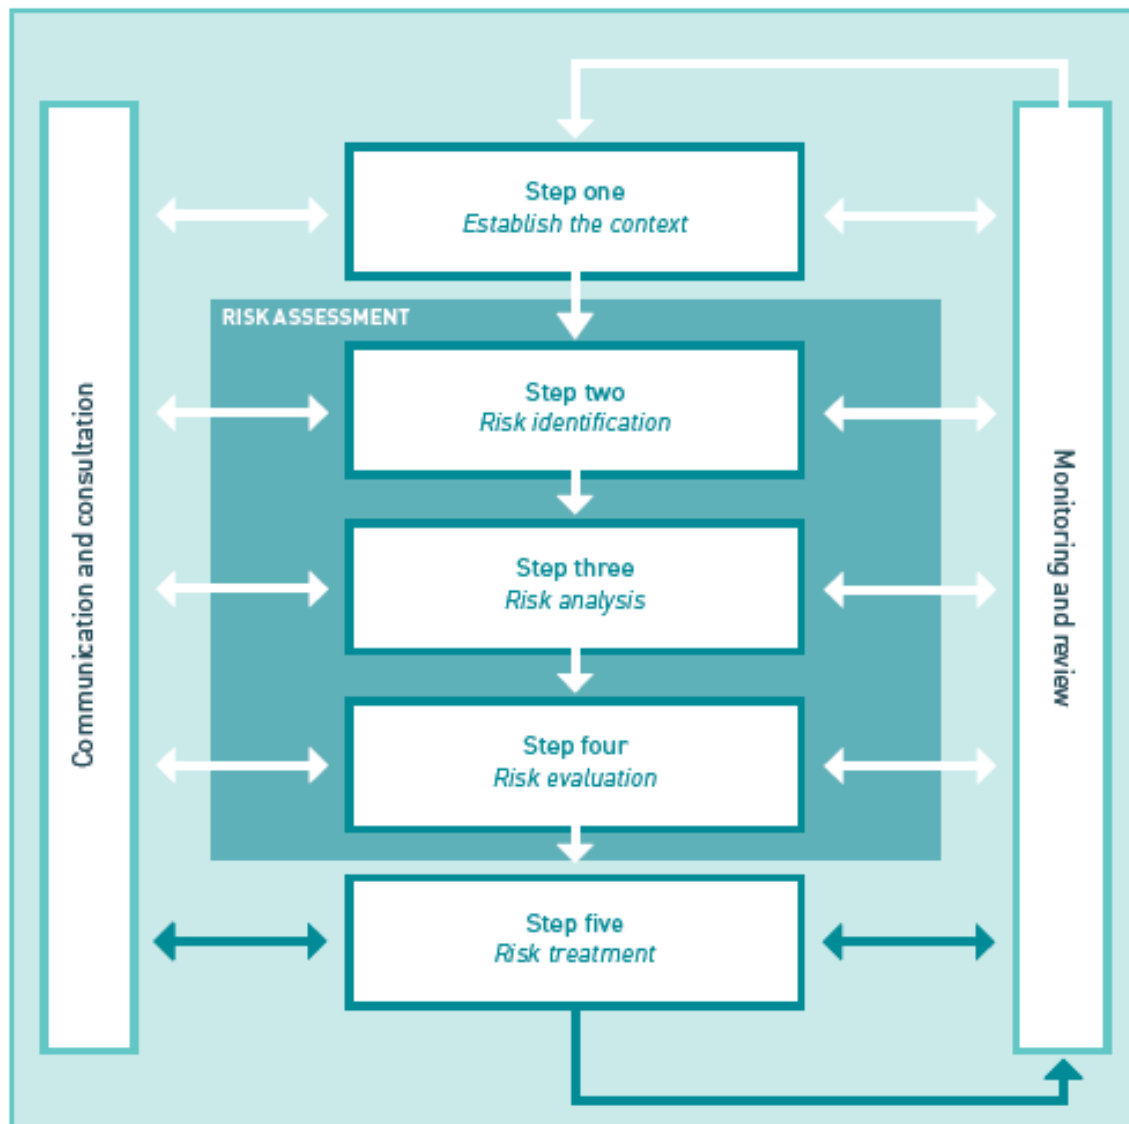 Step one
Establish the context
RISK ASSESSMENT
Step two
Risk identification
Step three
Risk analysis
Step four
Risk evaluation
Step five
Risk treatment
Communication and consultation
Monitoring and review